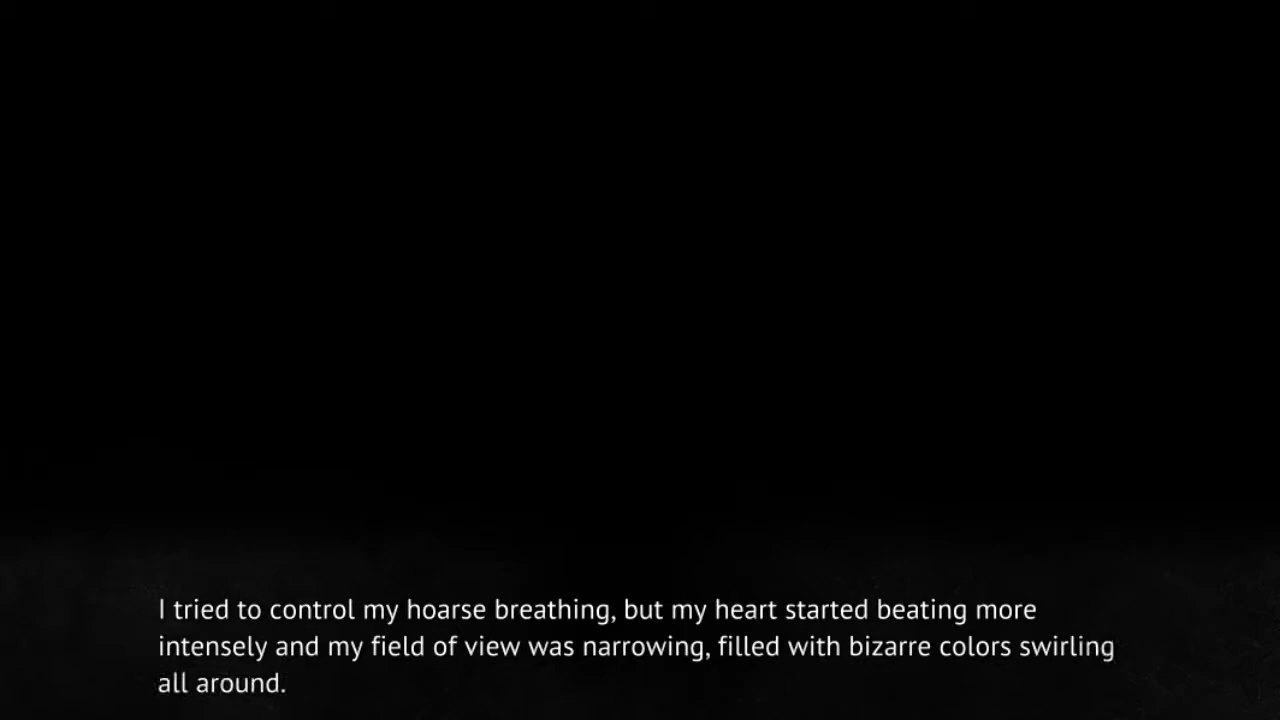 I tried to control my hoarse breathing, but my heart started beating more
intensely and my field of view was narrowing, filled with bizarre colors swirling
all around.